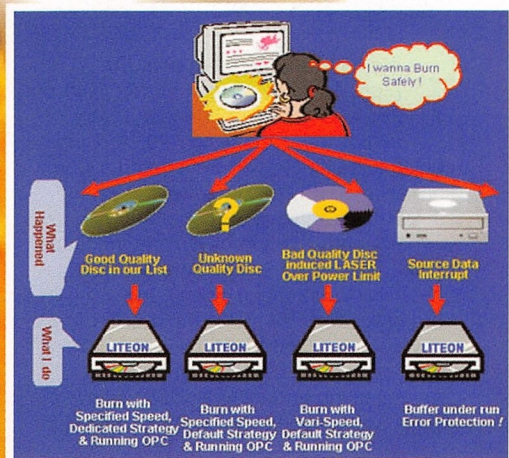 I wanna Burn
Safely !
What
Happened
Good Quality
Disc in our List
Unknown
Quality Disc
?
Bad Quality Disc
induced LASER
Over Power Limit
Source Data
Interrupt
What I do
LITEON
LITEON
LITEON
LITEON
Burn with
Specified Speed,
Dedicated Strategy
& Running OPC
Burn with
Specified Speed,
Default Strategy
& Running OPC
Burn with
Vari-Speed,
Default Strategy
& Running OPC
Buffer under run
Error Protection !